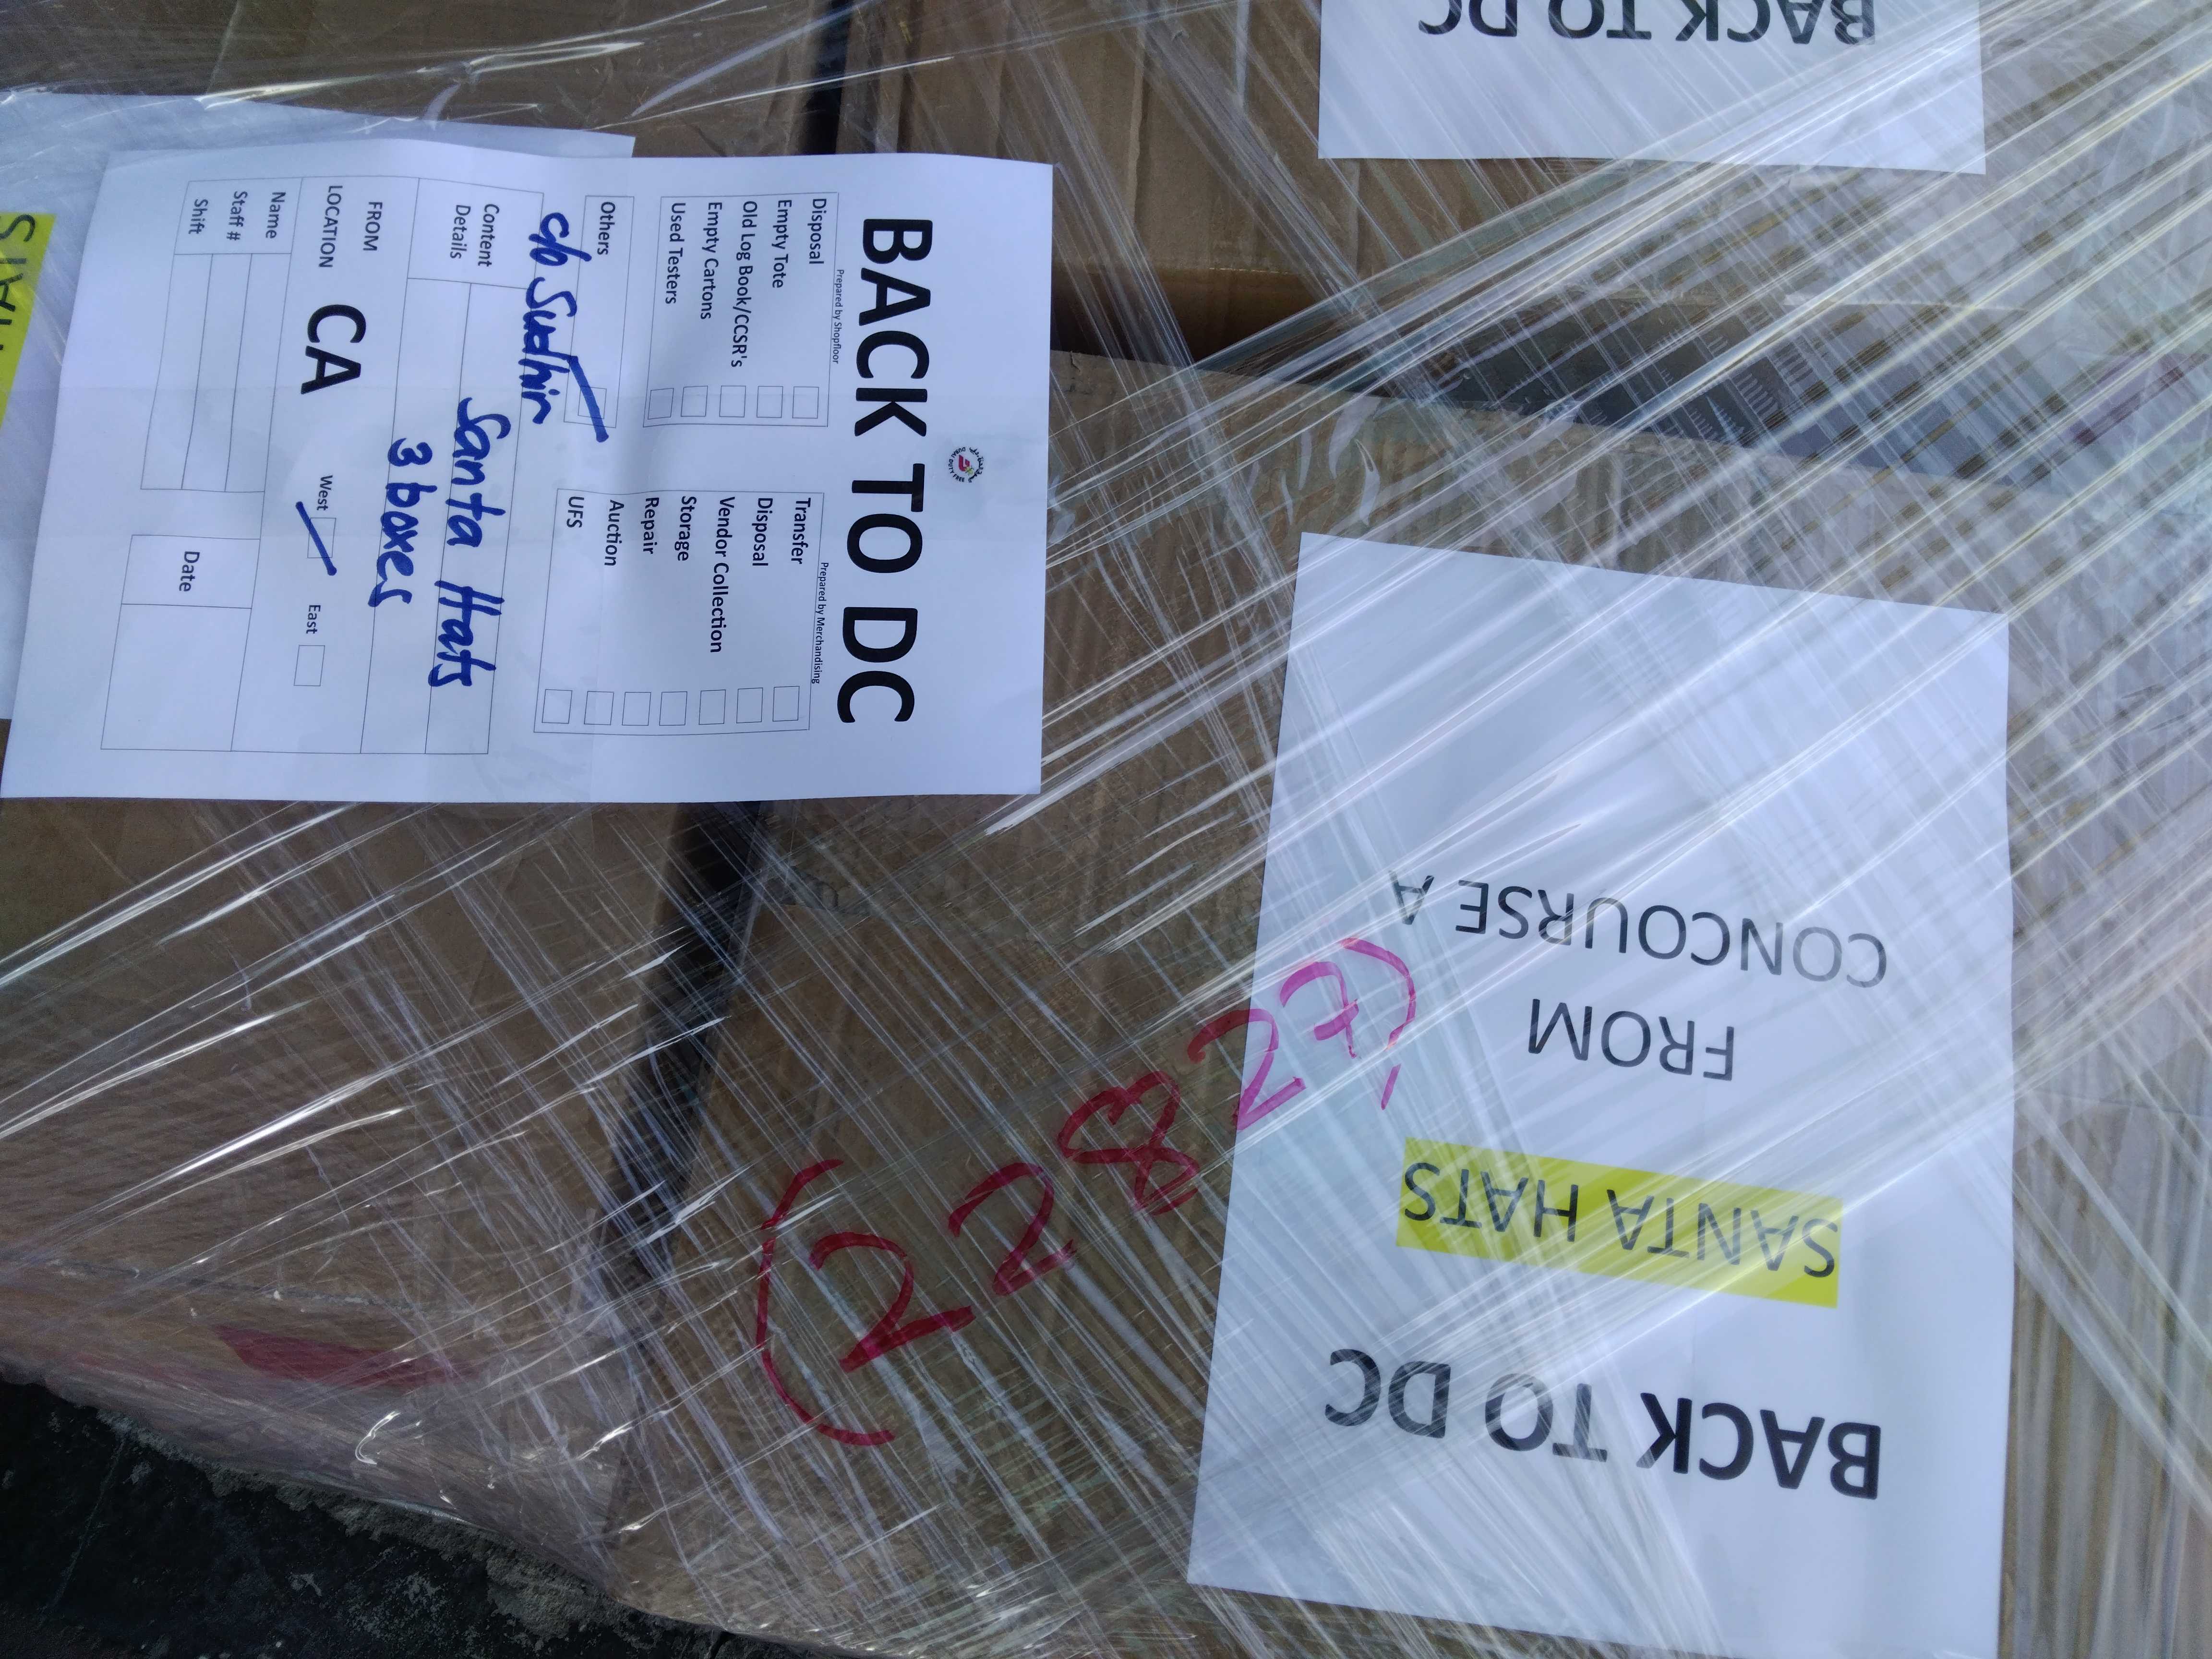 BACK TO DC
Prepared by Shopfloor
Disposal
Empty Tote
Old Log Book/CCSR's
Empty Cartons
Used Testers
Others
c/o Sudhir
Prepared by Merchandising
Transfer
Disposal
Vendor Collection
Storage
Repair
Auction
UFS
Content Details
Santa Hats
3 boxes
FROM LOCATION
CA
West
East
Name
Staff #
Shift
Date
BACK TO DC
SANTA HATS
FROM
CONCOURSE A
(22827)
BACK TO DC